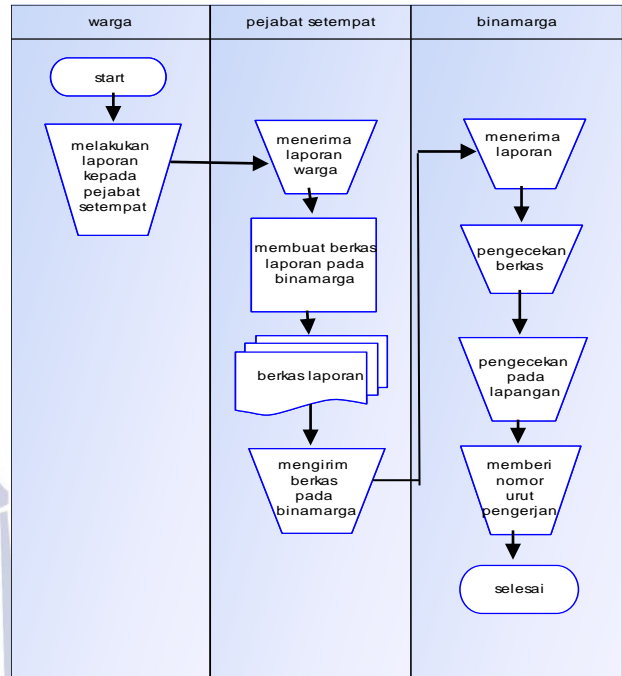 warga
pejabat setempat
binamarga
start
melakukan
laporan
kepada
pejabat
setempat
menerima
laporan
warga
membuat berkas
laporan pada
binamarga
berkas laporan
mengirim
berkas
pada
binamarga
menerima
laporan
pengecekan
berkas
pengecekan
pada
lapangan
memberi
nomor
urut
pengerjan
selesai